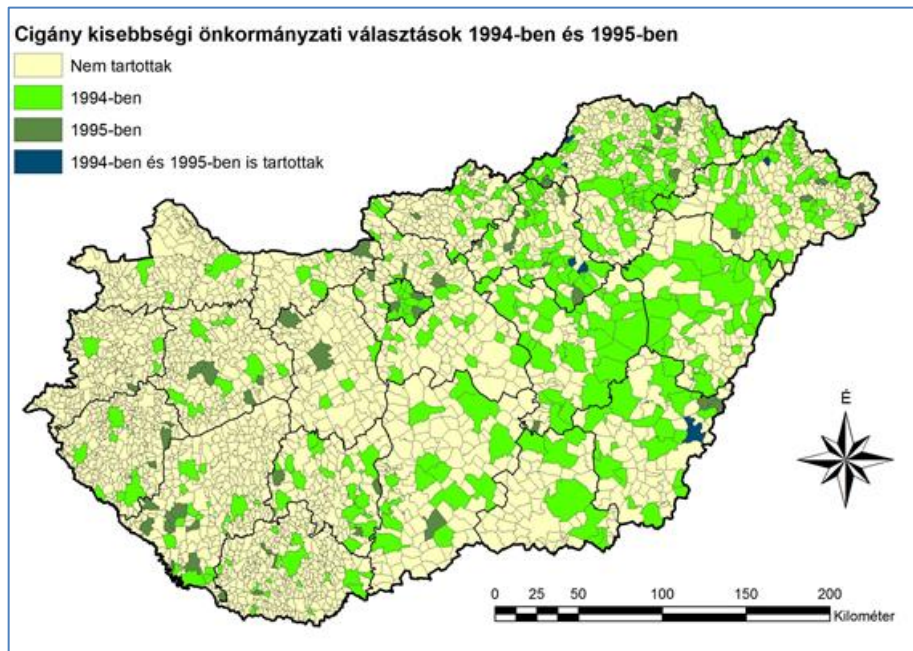 Cigány kisebbségi önkormányzati választások 1994-ben és 1995-ben
Nem tartottak
1994-ben
1995-ben
1994-ben és 1995-ben is tartottak
É
0 25 50 100 150 200
Kilométer